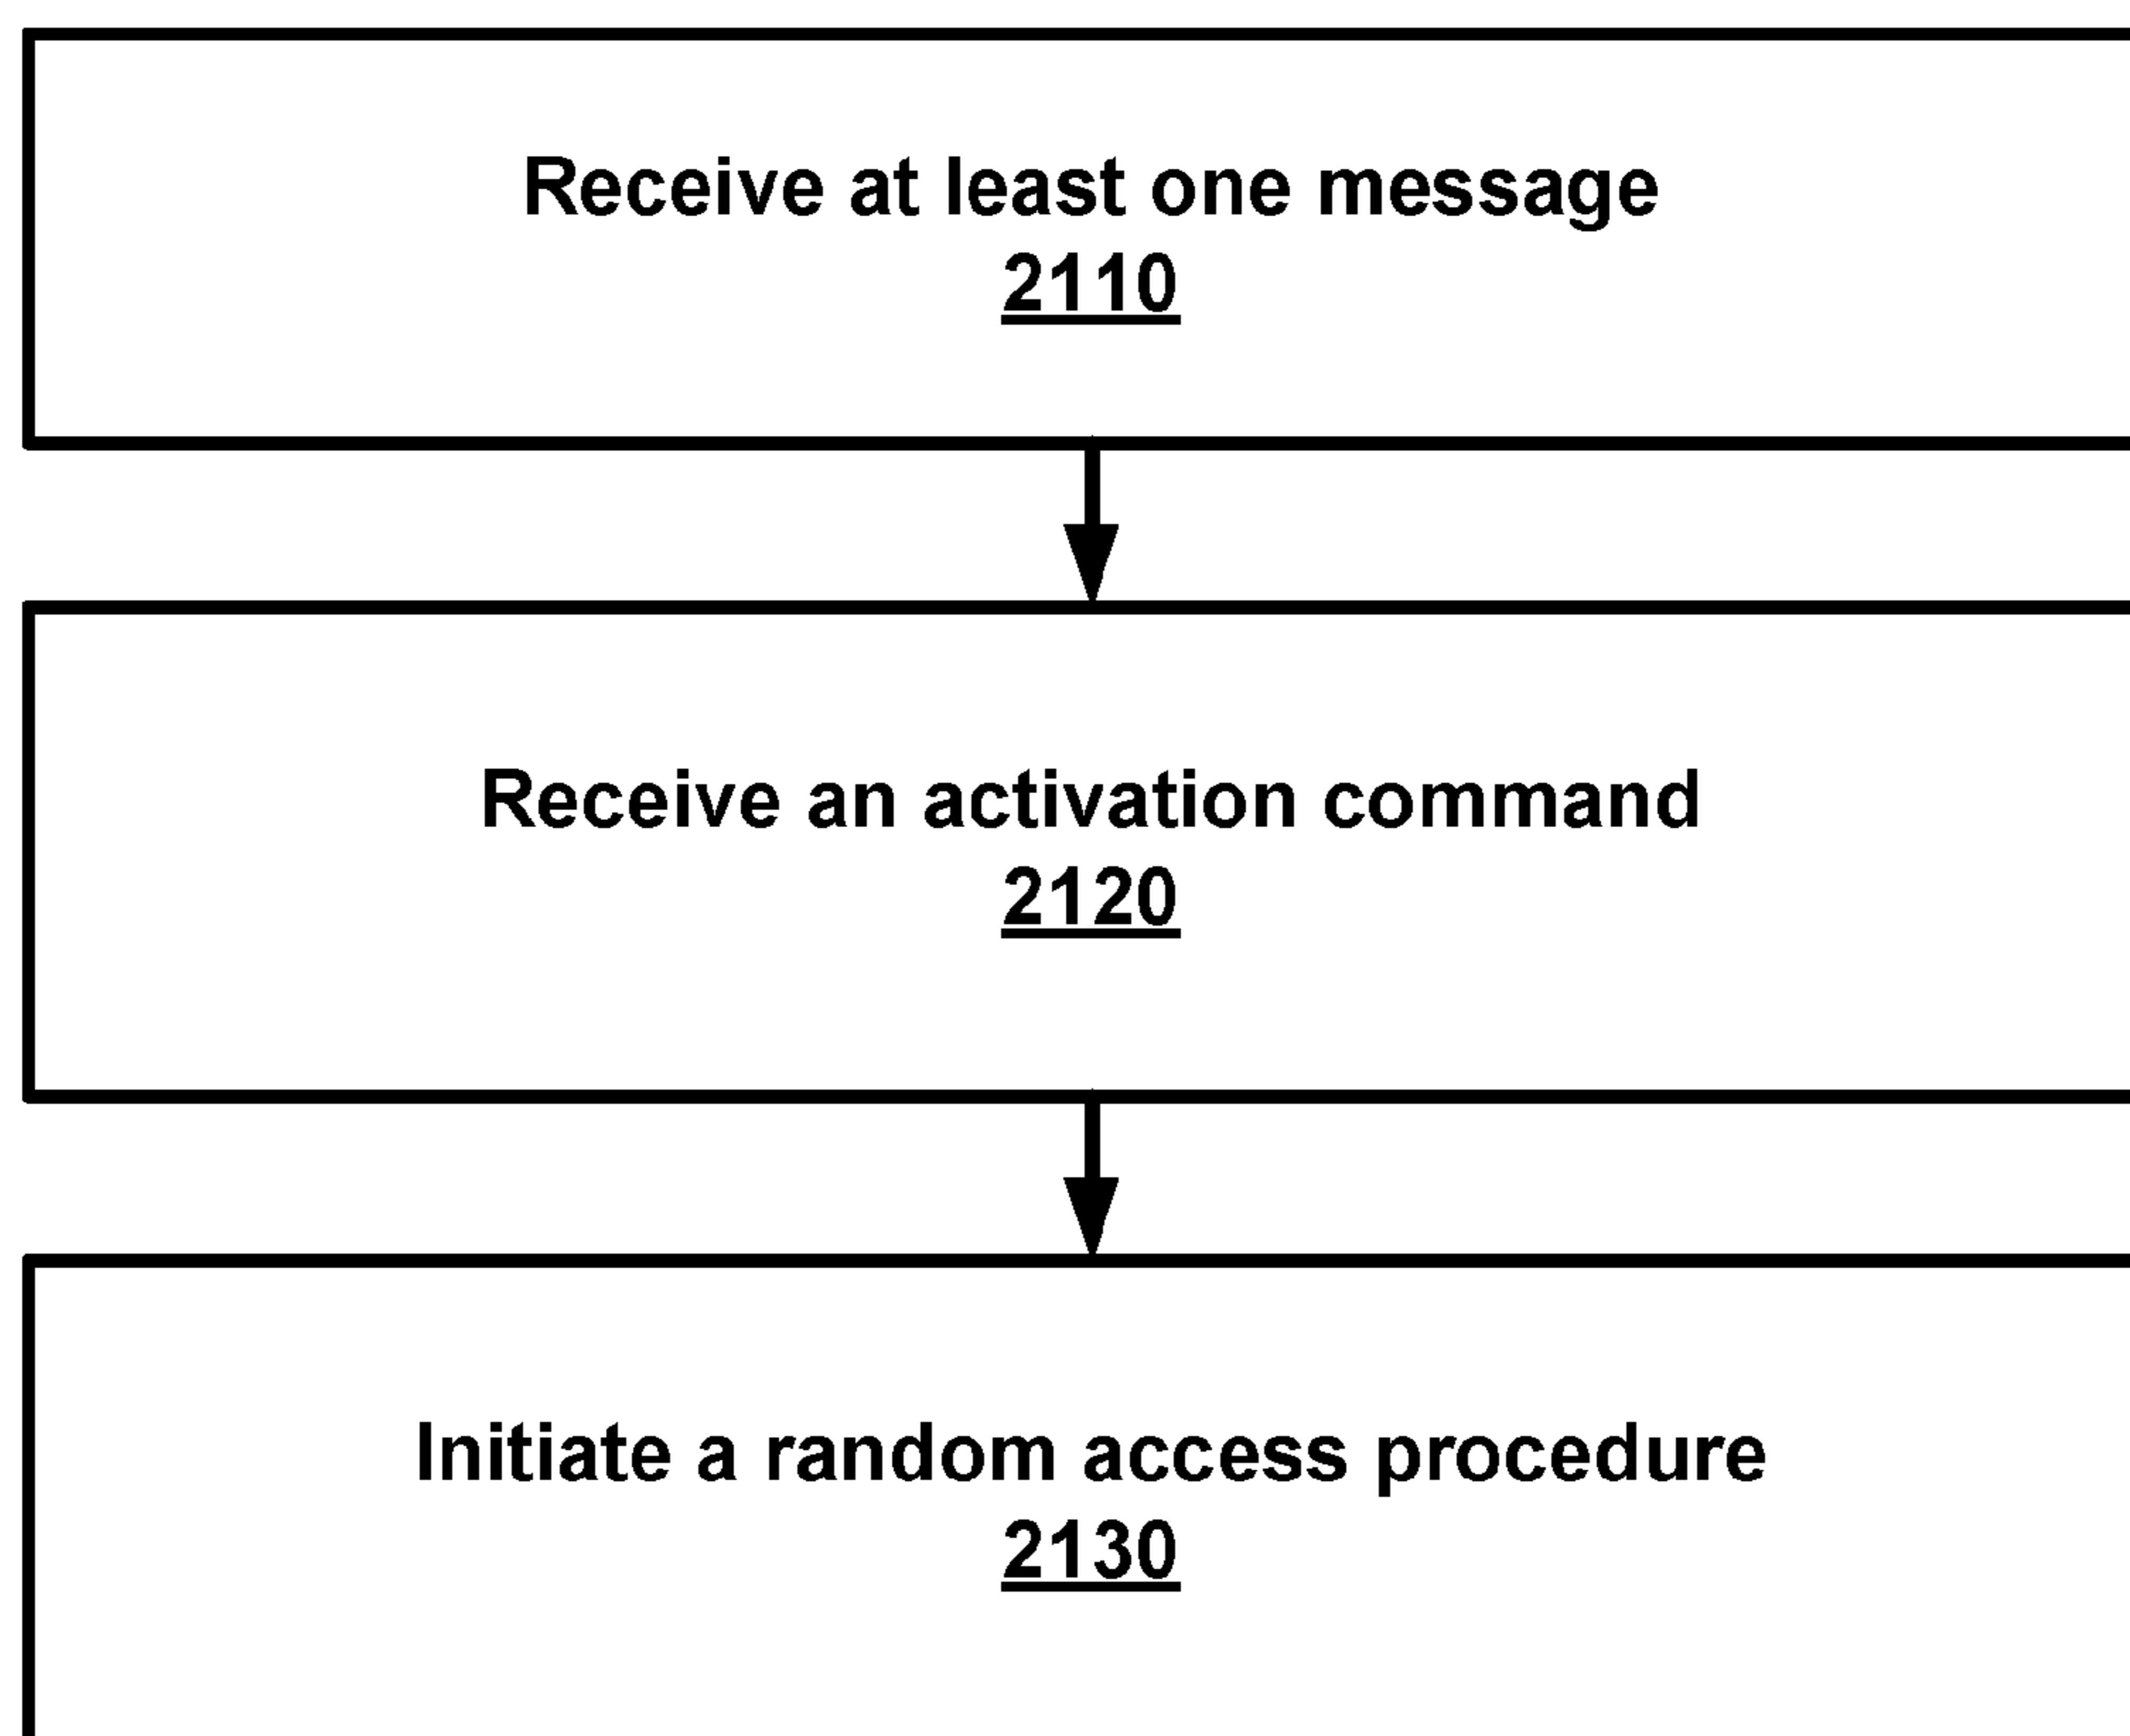 Receive at least one message
2110
Receive an activation command
2120
Initiate a random access procedure
2130